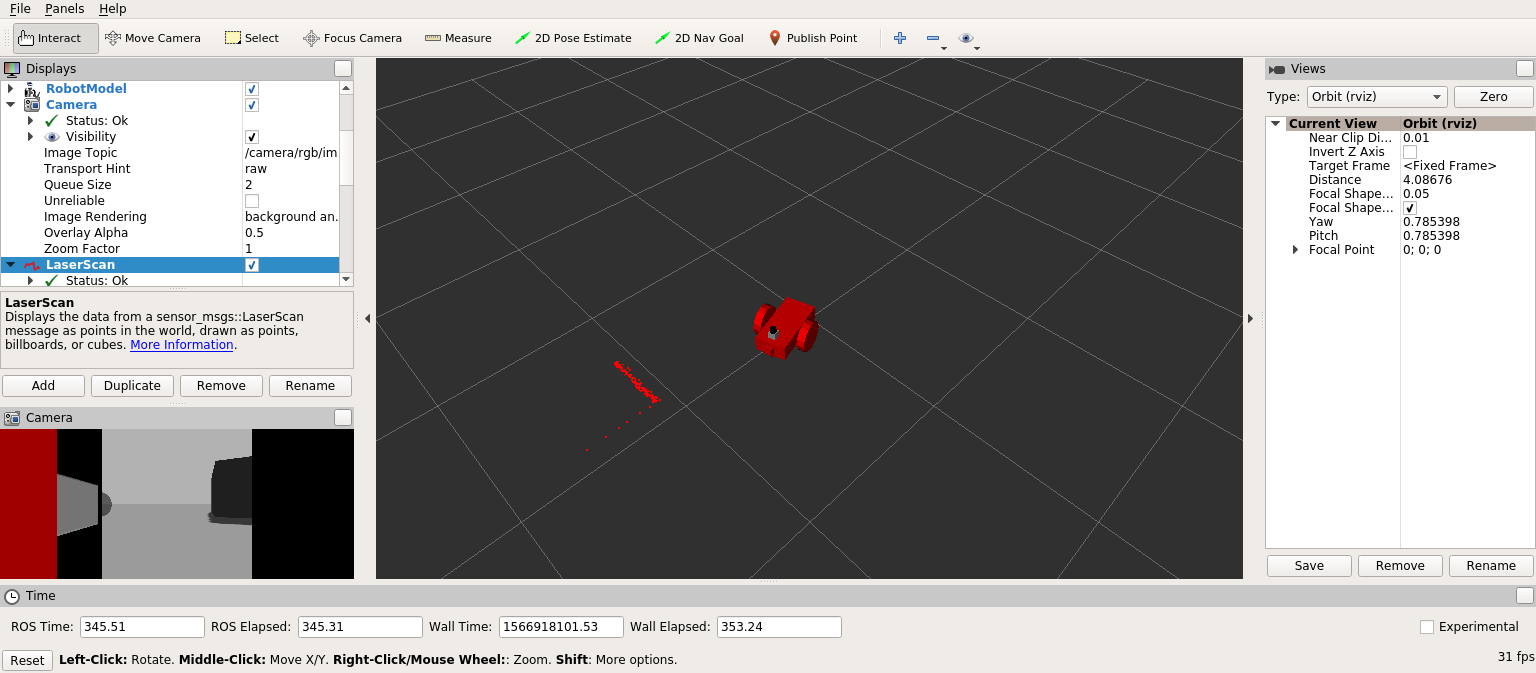 File Panels Help
Interact Move Camera Select Focus Camera Measure 2D Pose Estimate 2D Nav Goal Publish Point
Displays
RobotModel
Camera
Status: Ok
Visibility
Image Topic /camera/rgb/im
Transport Hint raw
Queue Size 2
Unreliable
Image Rendering background an.
Overlay Alpha 0.5
Zoom Factor 1
LaserScan
Status: Ok
LaserScan
Displays the data from a sensor_msgs::LaserScan
message as points in the world, drawn as points,
billboards, or cubes. More Information.
Add Duplicate Remove Rename
Camera
Views
Type: Orbit (rviz) Zero
Current View Orbit (rviz)
Near Clip Di... 0.01
Invert Z Axis
Target Frame <Fixed Frame>
Distance 4.08676
Focal Shape... 0.05
Focal Shape...
Yaw 0.785398
Pitch 0.785398
Focal Point 0; 0; 0
Save Remove Rename
Time
ROS Time: 345.51 ROS Elapsed: 345.31 Wall Time: 1566918101.53 Wall Elapsed: 353.24 Experimental
Reset Left-Click: Rotate. Middle-Click: Move X/Y. Right-Click/Mouse Wheel:: Zoom. Shift: More options. 31 fps